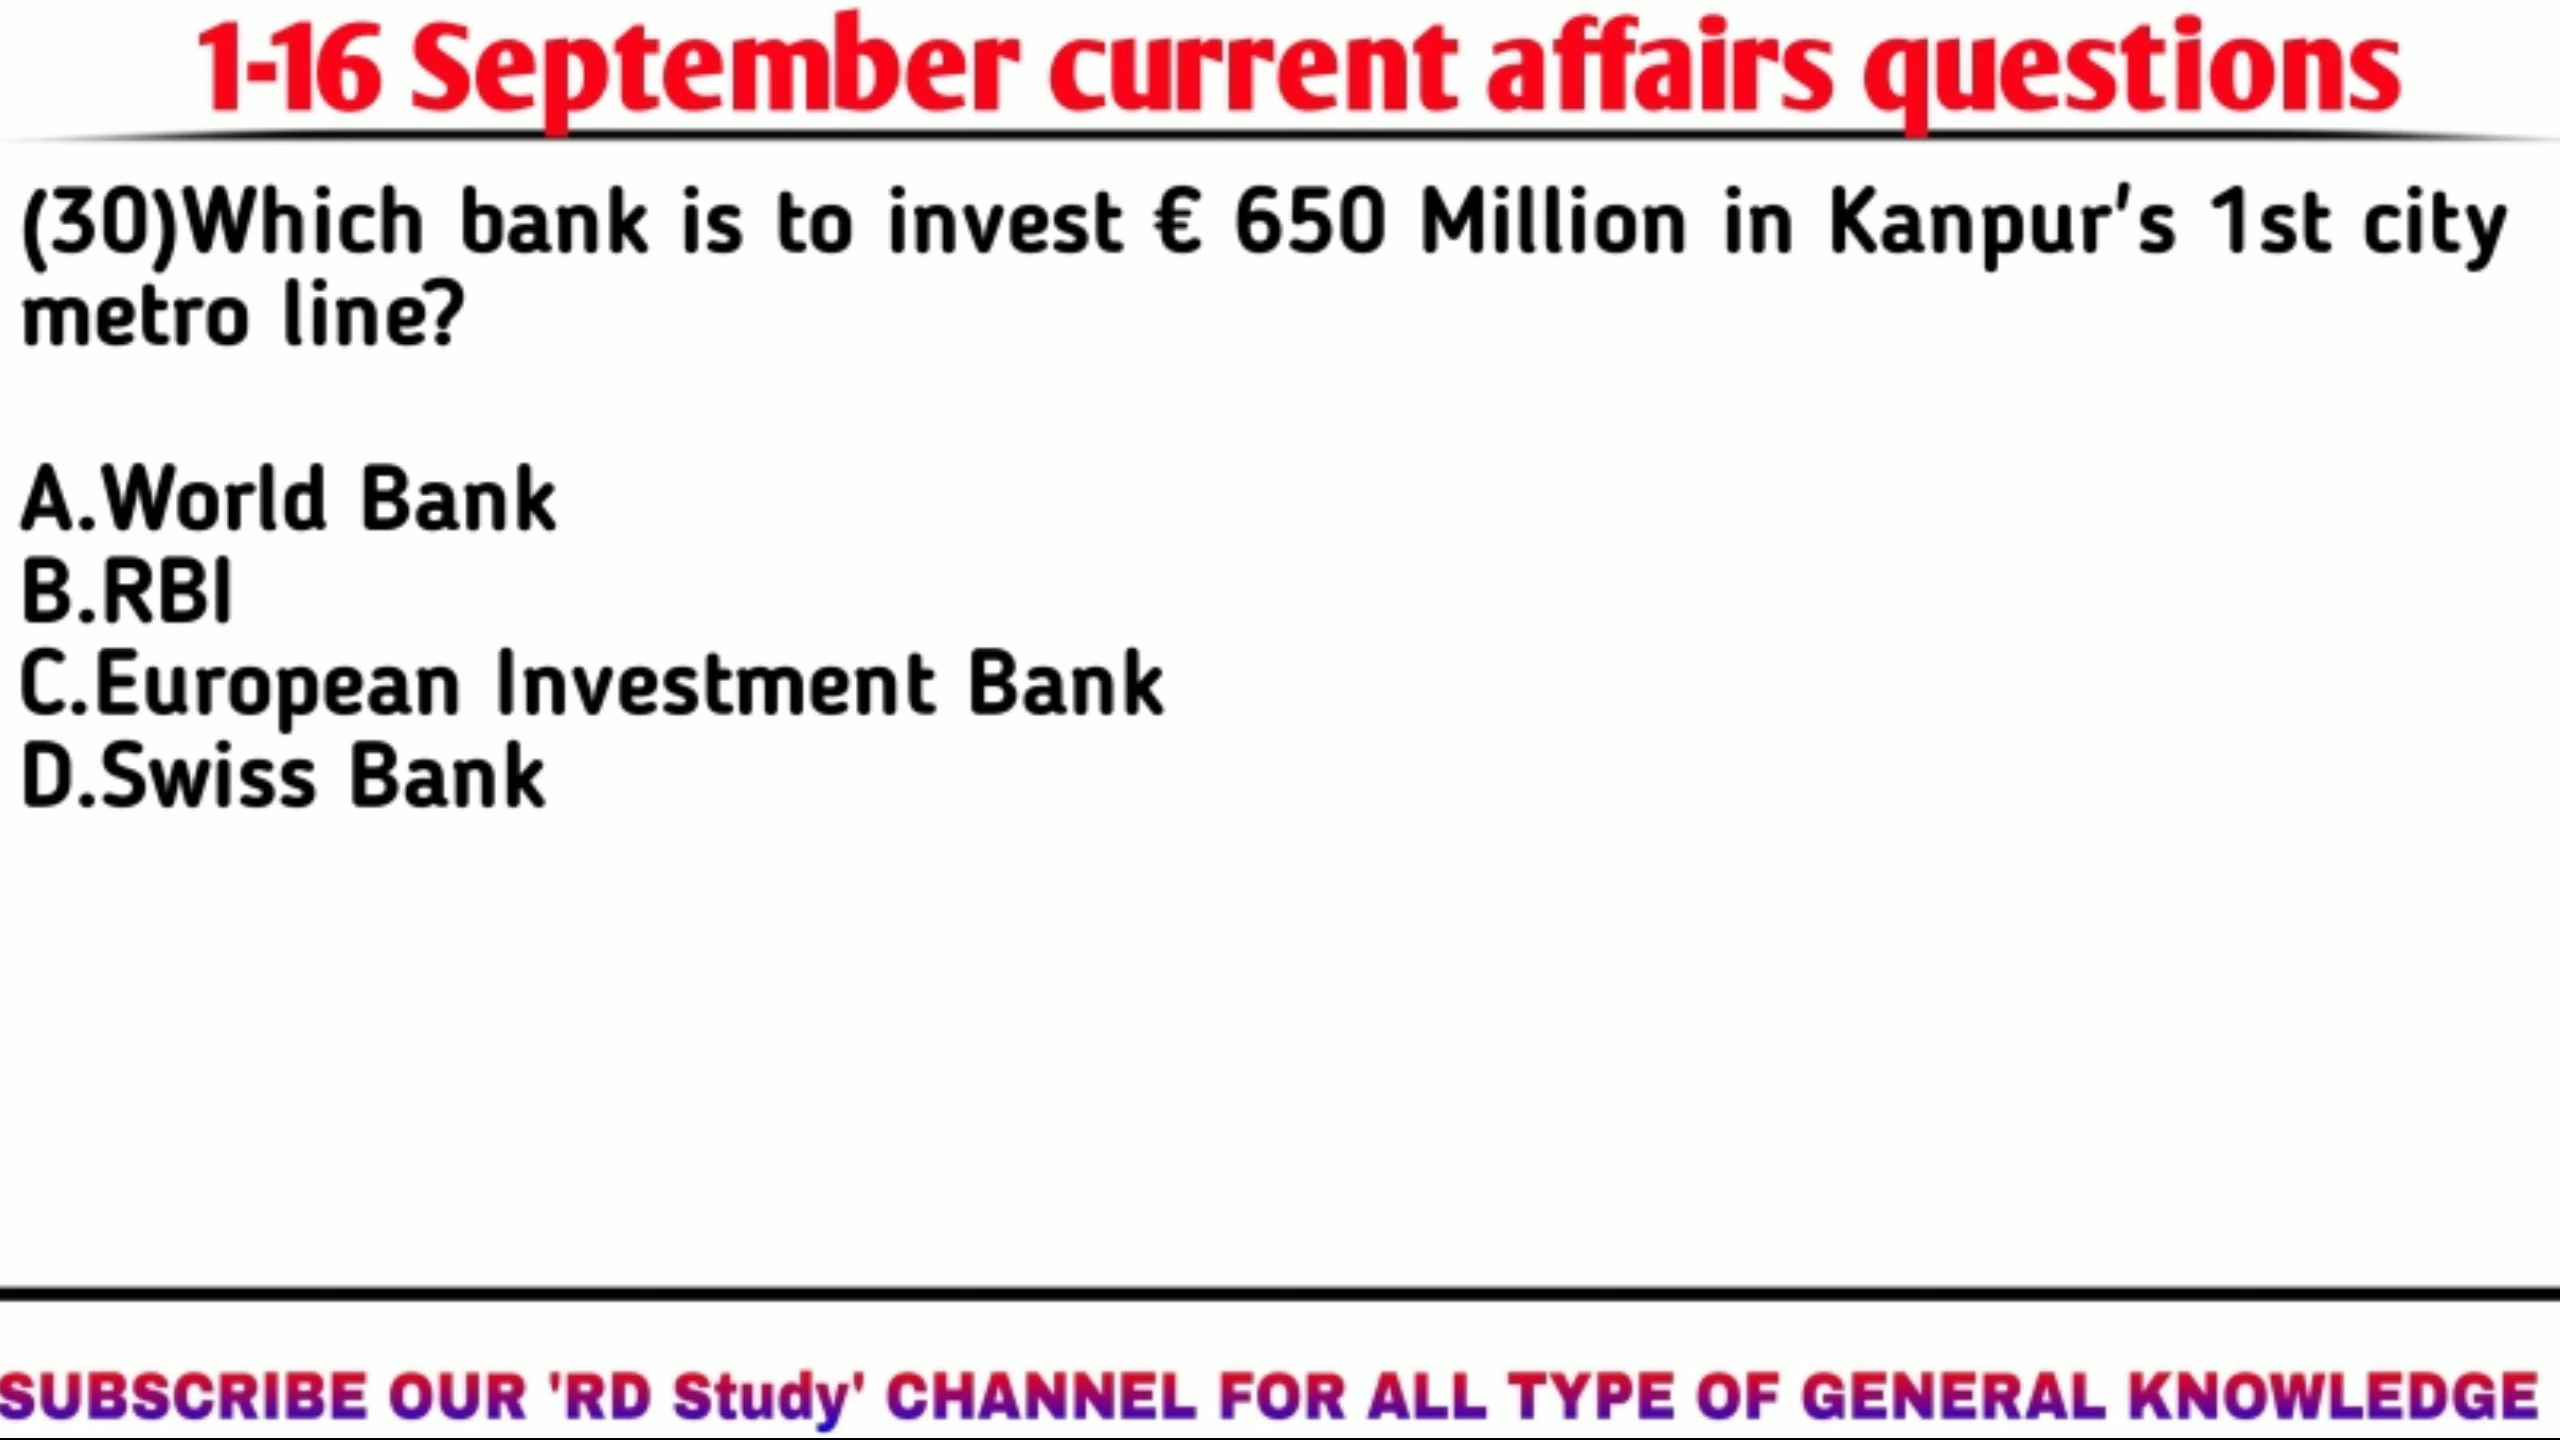 1-16 September current affairs questions
(30)Which bank is to invest € 650 Million in Kanpur's 1st city
metro line?
A.World Bank
B.RBI
C.European Investment Bank
D.Swiss Bank
SUBSCRIBE OUR 'RD Study' CHANNEL FOR ALL TYPE OF GENERAL KNOWLEDGE